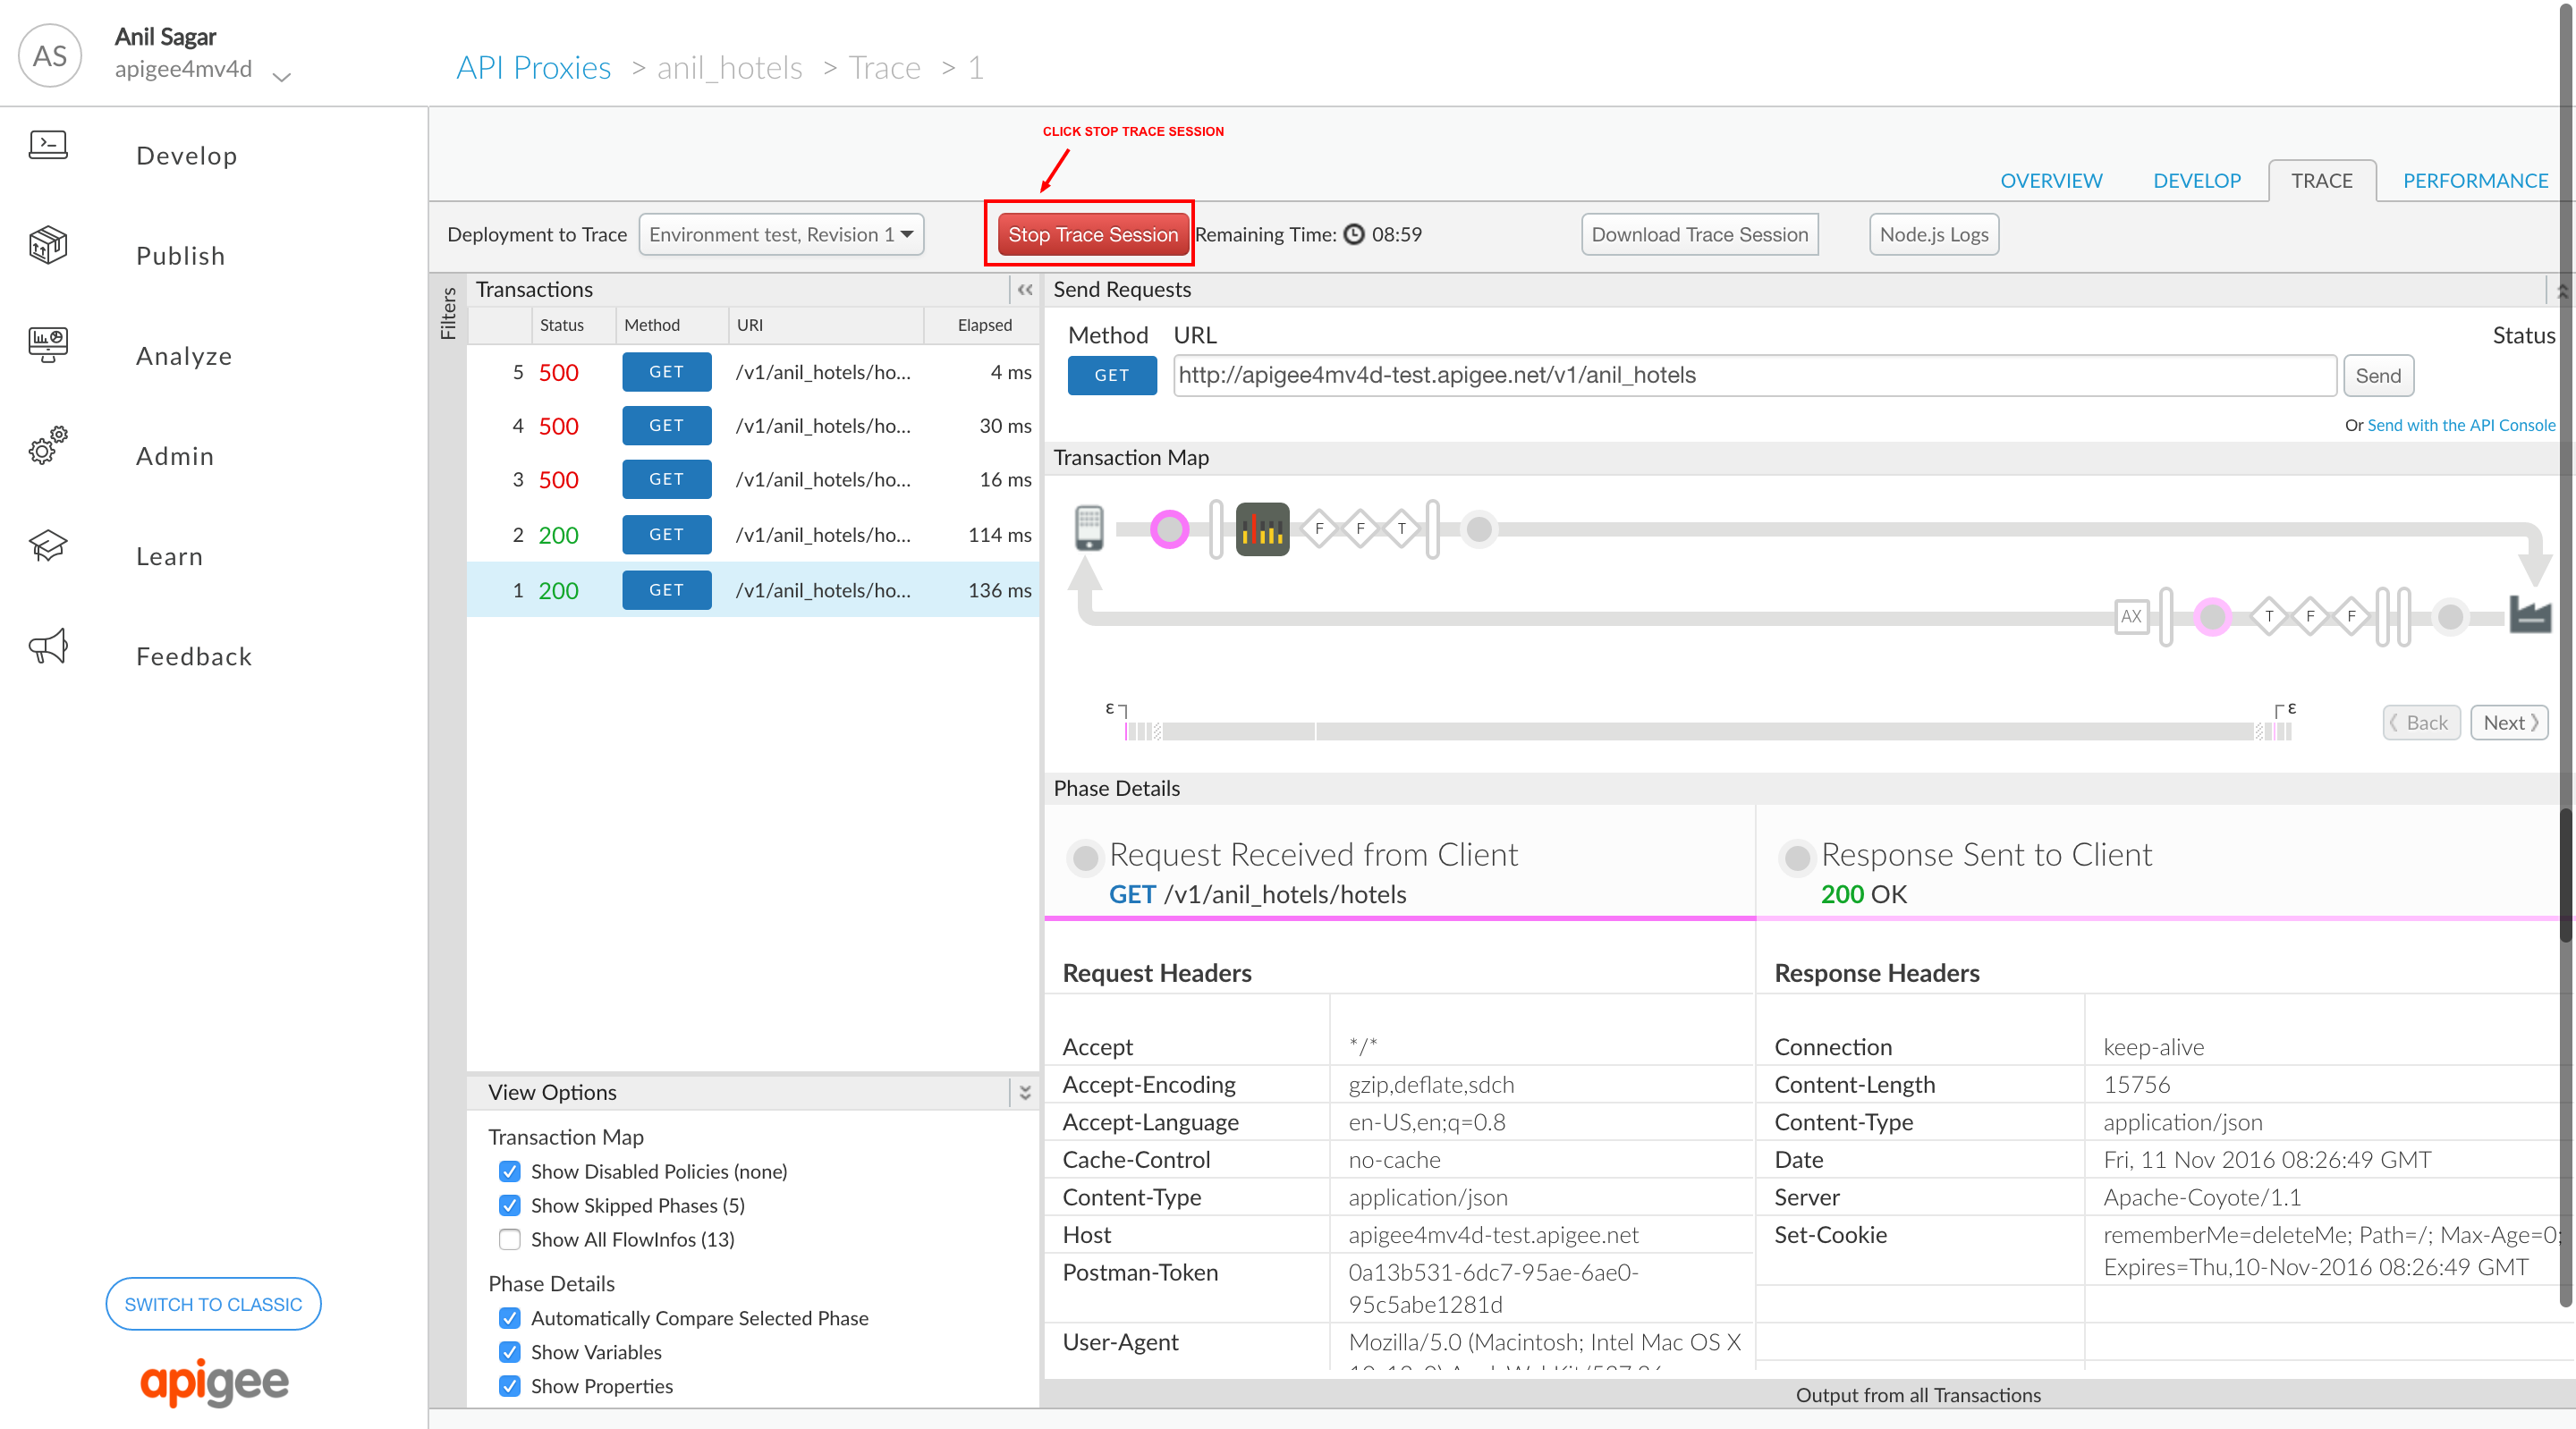 AS
Anil Sagar
apigee4mv4d
API Proxies > anil_hotels > Trace > 1
Develop
Publish
Analyze
Admin
Learn
Feedback
SWITCH TO CLASSIC
apigee
CLICK STOP TRACE SESSION
OVERVIEW DEVELOP TRACE PERFORMANCE
Deployment to Trace Environment test, Revision 1 Stop Trace Session Remaining Time: 08:59 Download Trace Session Node.js Logs
Filters
Transactions
Status Method URI Elapsed
5 500 GET /v1/anil_hotels/ho... 4 ms
4 500 GET /v1/anil_hotels/ho... 30 ms
3 500 GET /v1/anil_hotels/ho... 16 ms
2 200 GET /v1/anil_hotels/ho... 114 ms
1 200 GET /v1/anil_hotels/ho... 136 ms
View Options
Transaction Map
Show Disabled Policies (none)
Show Skipped Phases (5)
Show All FlowInfos (13)
Phase Details
Automatically Compare Selected Phase
Show Variables
Show Properties
Send Requests
Method URL Status
GET http://apigee4mv4d-test.apigee.net/v1/anil_hotels Send
Or Send with the API Console
Transaction Map
F F T
AX T F F
ε ε
Back Next
Phase Details
Request Received from Client
GET /v1/anil_hotels/hotels
Response Sent to Client
200 OK
Request Headers
Accept */*
Accept-Encoding gzip,deflate,sdch
Accept-Language en-US,en;q=0.8
Cache-Control no-cache
Content-Type application/json
Host apigee4mv4d-test.apigee.net
Postman-Token 0a13b531-6dc7-95ae-6ae0-
95c5abe1281d
User-Agent Mozilla/5.0 (Macintosh; Intel Mac OS X
Response Headers
Connection keep-alive
Content-Length 15756
Content-Type application/json
Date Fri, 11 Nov 2016 08:26:49 GMT
Server Apache-Coyote/1.1
Set-Cookie rememberMe=deleteMe; Path=/; Max-Age=0;
Expires=Thu,10-Nov-2016 08:26:49 GMT
Output from all Transactions